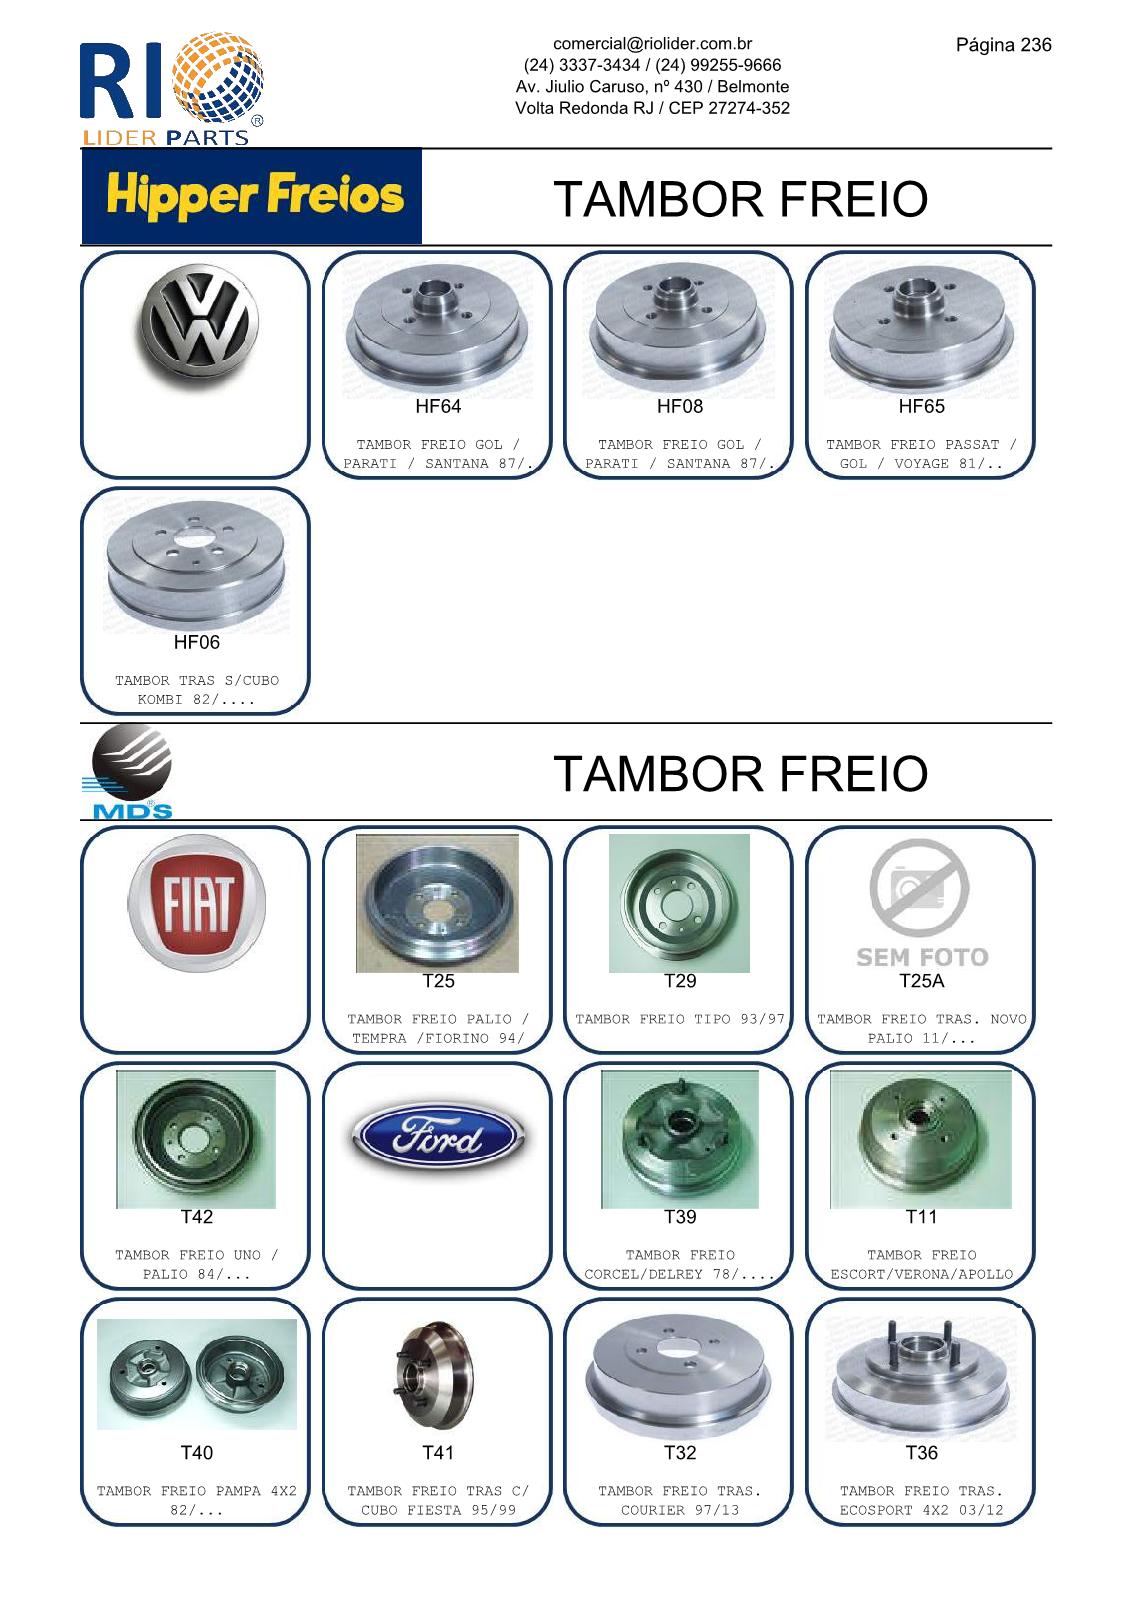 RIO
LIDER PARTS
comercial@riolider.com.br
(24) 3337-3434 / (24) 99255-9666
Av. Jiulio Caruso, nº 430 / Belmonte
Volta Redonda RJ / CEP 27274-352
Página 236
Hipper Freios
TAMBOR FREIO
HF64
TAMBOR FREIO GOL /
PARATI / SANTANA 87/.
HF08
TAMBOR FREIO GOL /
PARATI / SANTANA 87/.
HF65
TAMBOR FREIO PASSAT /
GOL / VOYAGE 81/..
HF06
TAMBOR TRAS S/CUBO
KOMBI 82/....
MDS
TAMBOR FREIO
FIAT
T25
TAMBOR FREIO PALIO /
TEMPRA /FIORINO 94/
T29
TAMBOR FREIO TIPO 93/97
SEM FOTO
T25A
TAMBOR FREIO TRAS. NOVO
PALIO 11/...
T42
TAMBOR FREIO UNO /
PALIO 84/...
Ford
T39
TAMBOR FREIO
CORCEL/DELREY 78/....
T11
TAMBOR FREIO
ESCORT/VERONA/APOLLO
T40
TAMBOR FREIO PAMPA 4X2
82/...
T41
TAMBOR FREIO TRAS C/
CUBO FIESTA 95/99
T32
TAMBOR FREIO TRAS.
COURIER 97/13
T36
TAMBOR FREIO TRAS.
ECOSPORT 4X2 03/12